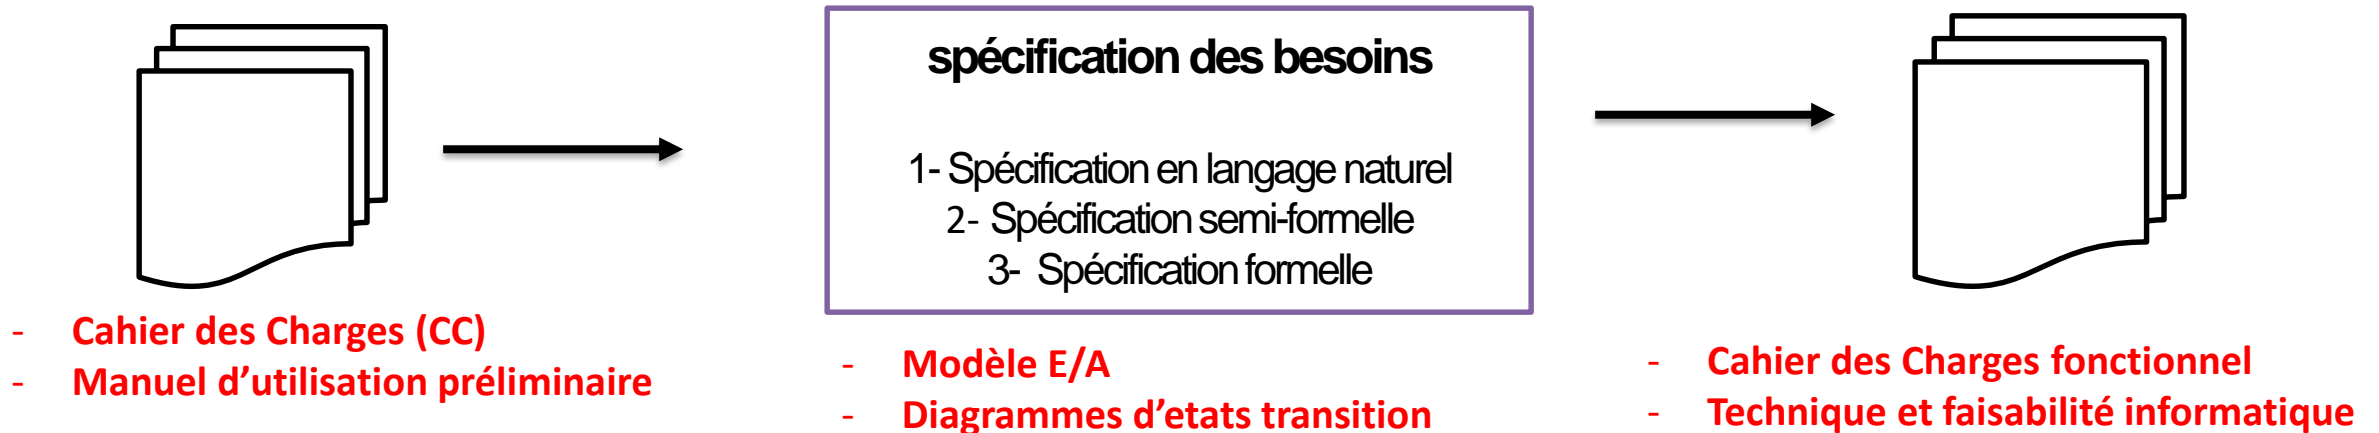 spécification des besoins
1- Spécification en langage naturel
2- Spécification semi-formelle
3- Spécification formelle
- Cahier des Charges (CC)
- Manuel d’utilisation préliminaire
- Modèle E/A
- Diagrammes d’etats transition
- Cahier des Charges fonctionnel
- Technique et faisabilité informatique